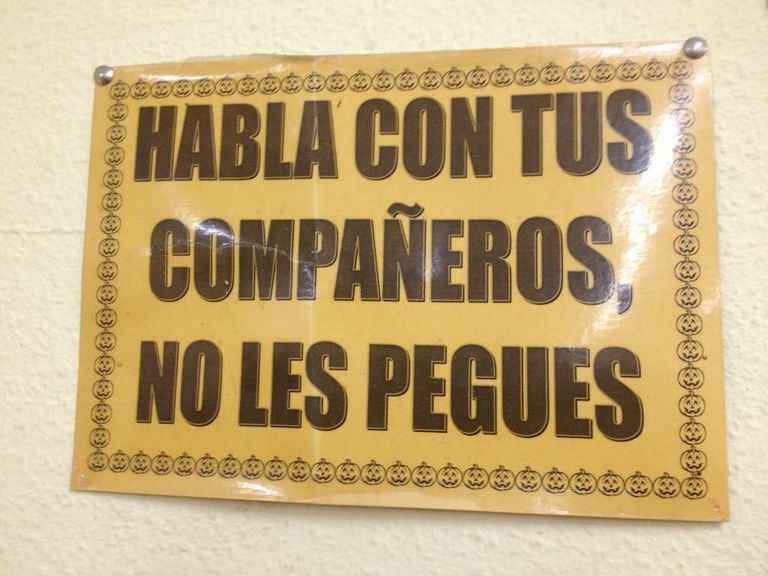 HABLA CON TUS
COMPAÑEROS,
NO LES PEGUES